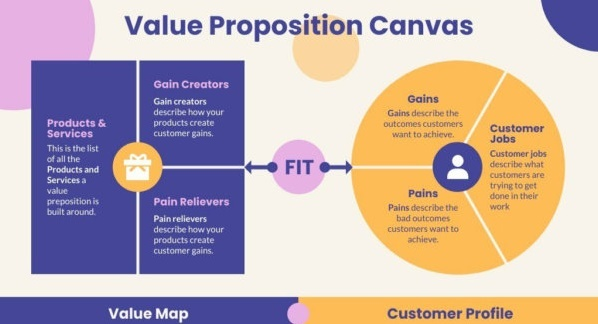 Value Proposition Canvas
Products &
Services
This is the list
of all the
Products and
Services a
value
preposition is
built around.
Gain Creators
Gain creators
describe how your
products create
customer gains.
Pain Relievers
Pain relievers
describe how your
products create
customer gains.
FIT
Gains
Gains describe the
outcomes customers
want to achieve.
Customer
Jobs
Customer jobs
describe what
customers are
trying to get
done in their
work
Pains
Pains describe the
bad outcomes
customers want to
achieve.
Value Map
Customer Profile